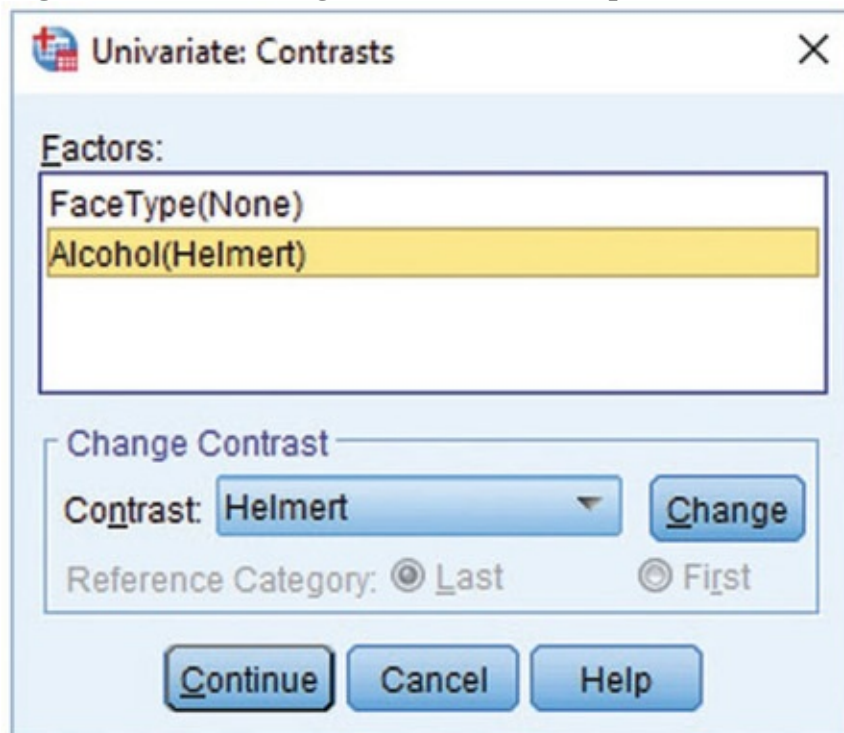 Univariate: Contrasts
Factors:
FaceType(None)
Alcohol(Helmert)
Change Contrast
Contrast: Helmert Change
Reference Category: Last First
Continue Cancel Help